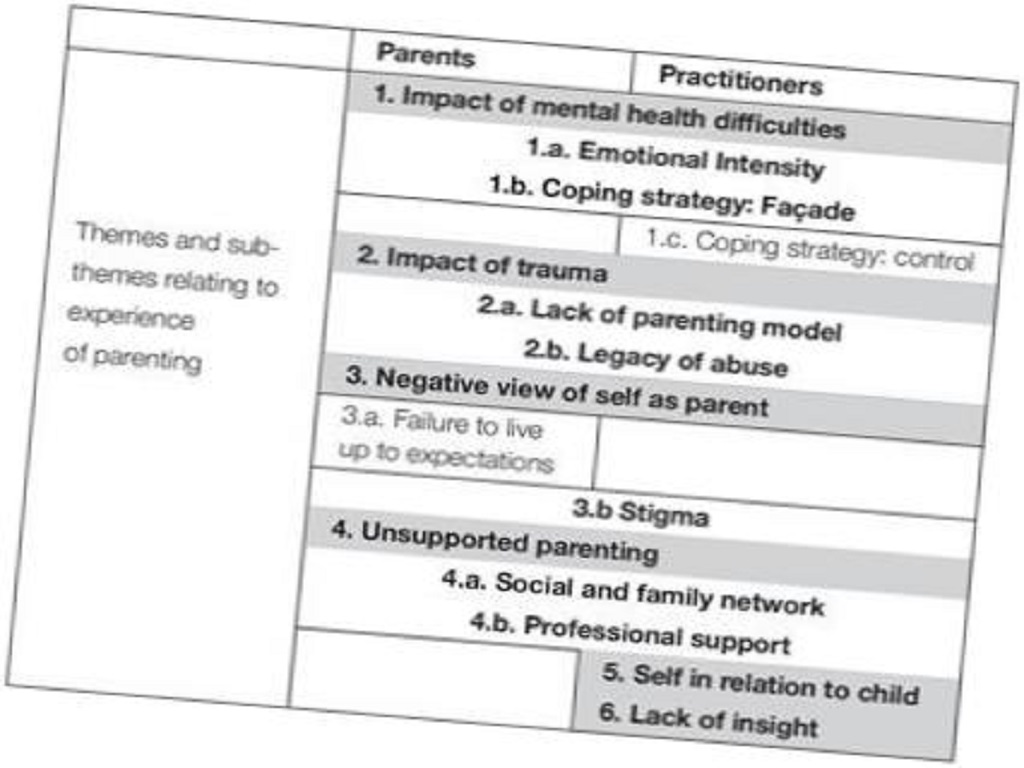 Parents
Practitioners
1. Impact of mental health difficulties
1.a. Emotional Intensity
1.b. Coping strategy: Façade
1.c. Coping strategy: control
Themes and sub-
themes relating to
experience
of parenting
2. Impact of trauma
2.a. Lack of parenting model
2.b. Legacy of abuse
3. Negative view of self as parent
3.a. Failure to live
up to expectations
3.b Stigma
4. Unsupported parenting
4.a. Social and family network
4.b. Professional support
5. Self in relation to child
6. Lack of insight